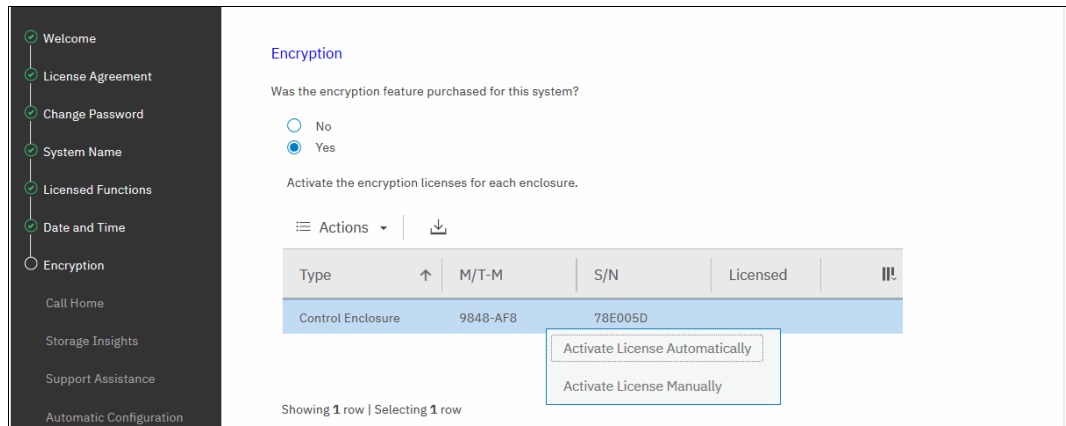 Welcome
License Agreement
Change Password
System Name
Licensed Functions
Date and Time
Encryption
Call Home
Storage Insights
Support Assistance
Automatic Configuration
Encryption
Was the encryption feature purchased for this system?
No
Yes
Activate the encryption licenses for each enclosure.
Actions
Type M/T-M S/N Licensed
Control Enclosure 9848-AF8 78E005D
Activate License Automatically
Activate License Manually
Showing 1 row | Selecting 1 row